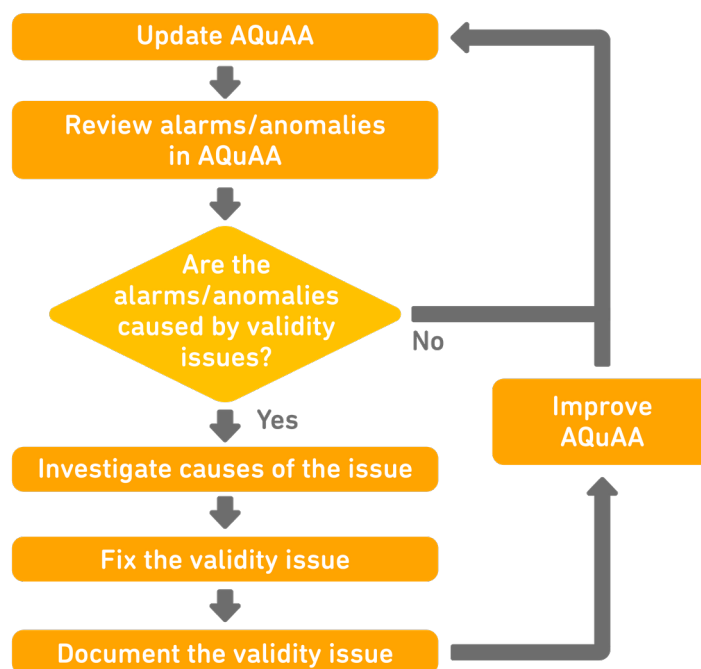 Update AQuAA
Review alarms/anomalies
in AQuAA
Are the
alarms/anomalies
caused by validity
issues?
No
Yes
Improve
AQuAA
Investigate causes of the issue
Fix the validity issue
Document the validity issue